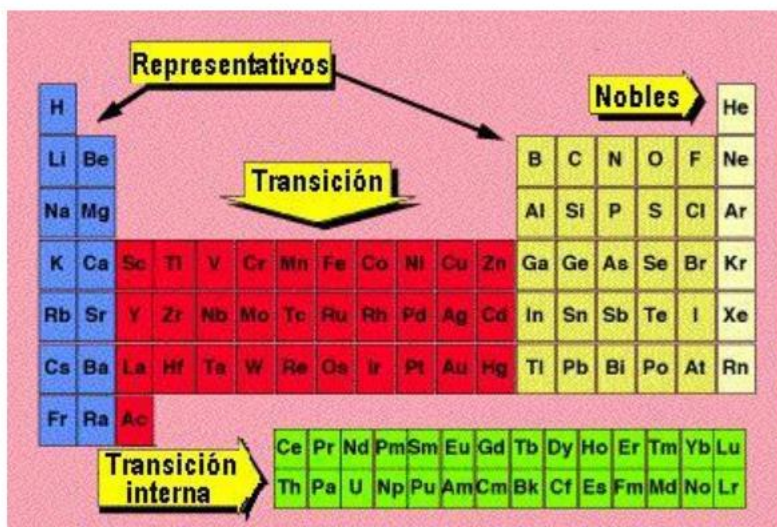 Representativos
Nobles
H He
Li Be B C N O F Ne
Transición
Na Mg Al Si P S Cl Ar
K Ca Sc TI V Cr Mn Fe Co NI Cu Zn Ga Ge As Se Br Kr
Rb Sr Y Zr Nb Mo Tc Ru Rh Pd Ag Cd In Sn Sb Te I Xe
Cs Ba La Hf Ta W Re Os Ir Pt Au Hg Tl Pb Bi Po At Rn
Fr Ra Ac
Transición
interna
Ce Pr Nd Pm Sm Eu Gd Tb Dy Ho Er Tm Yb Lu
Th Pa U Np Pu Am Cm Bk Cf Es Fm Md No Lr